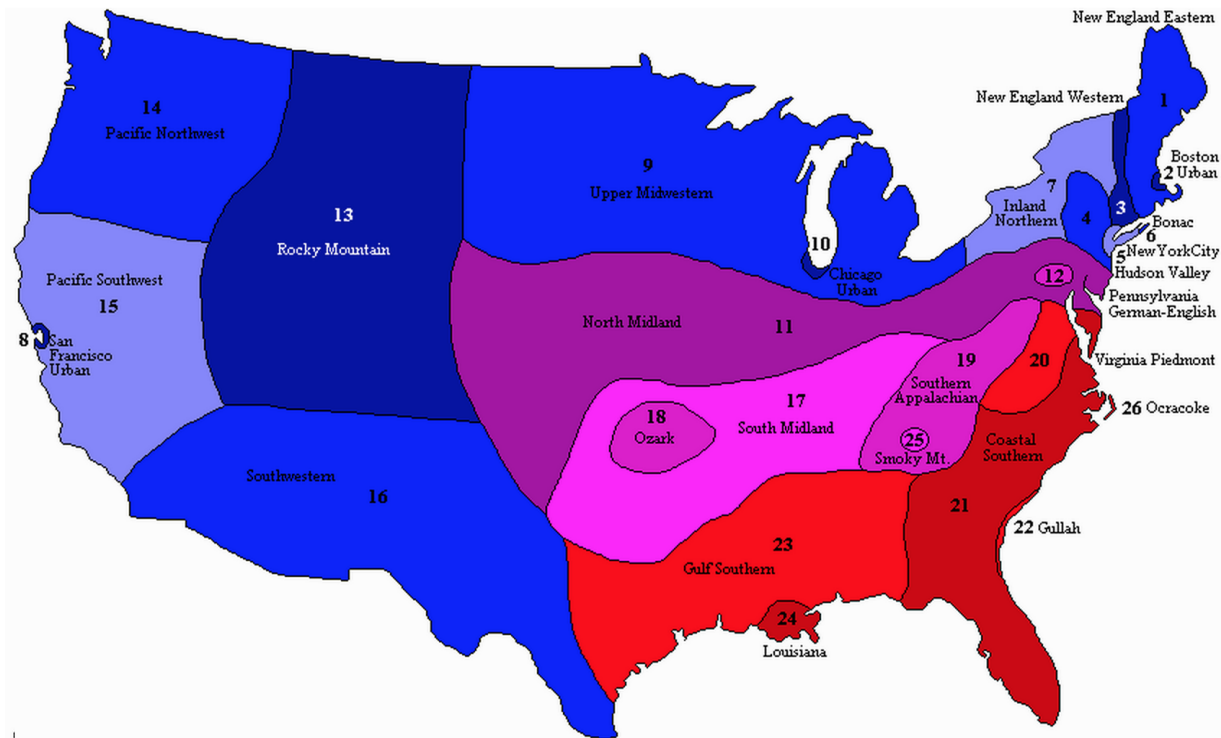 New England Eastern
New England Western
1
14
Pacific Northwest
Boston
Urban
2
9
Upper Midwestern
7
Inland
Northern
3
4
13
Rocky Mountain
Bonac
6
10
5
New York City
Pacific Southwest
15
Chicago
Urban
12
Hudson Valley
Pennsylvania
German-English
North Midland
11
8
San
Francisco
Urban
Virginia Piedmont
19
20
Southern
Appalachian
17
South Midland
18
Ozark
26 Ocracoke
25
Smoky Mt.
Coastal
Southern
Southwestern
16
21
22 Gullah
23
Gulf Southern
24
Louisiana